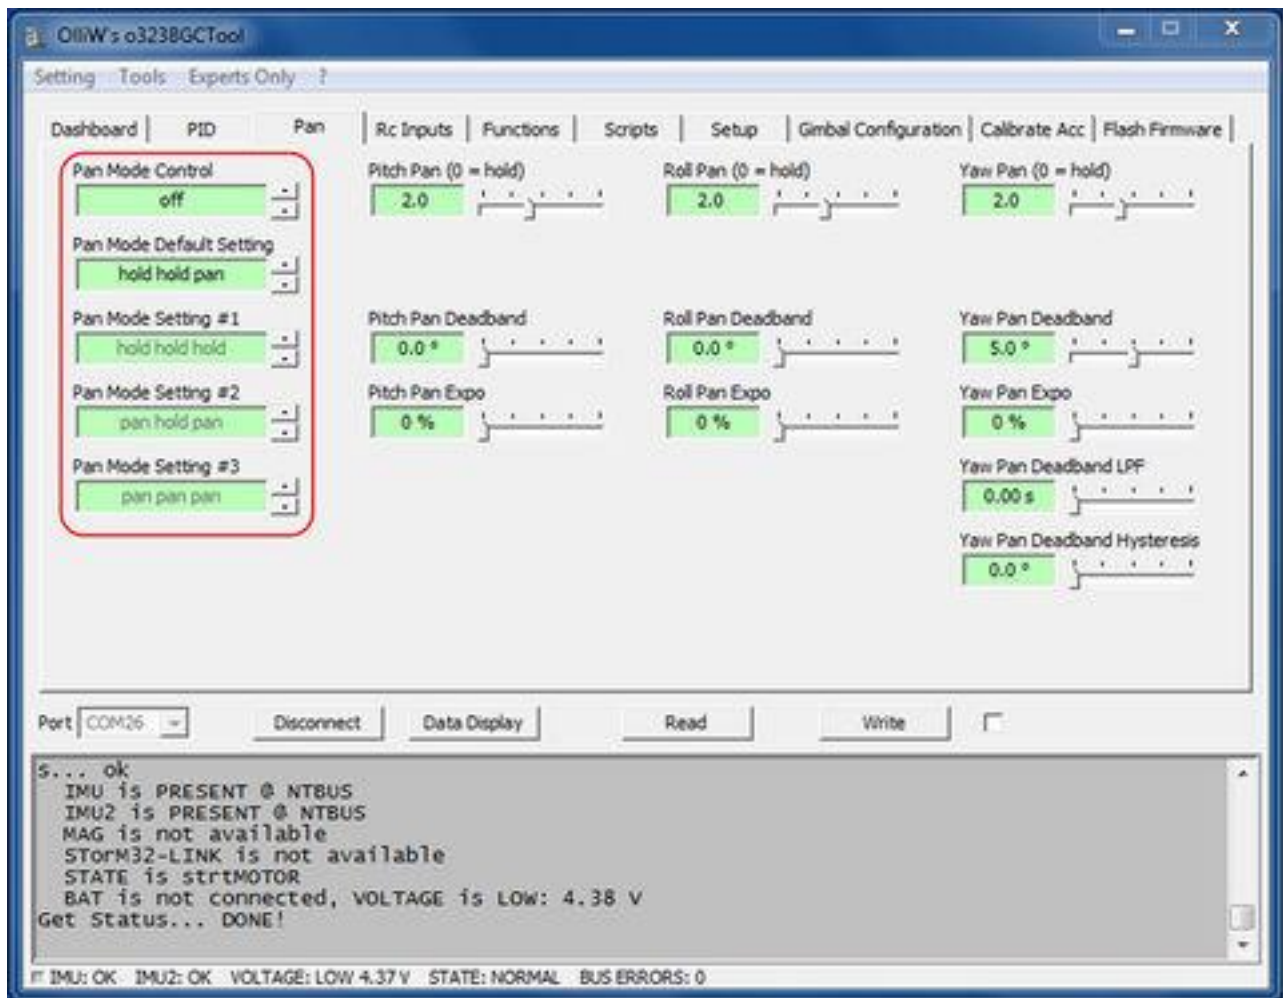 OlliW's o323BGCTool
Setting Tools Experts Only ?
Dashboard PID Pan Rc Inputs Functions Scripts Setup Gimbal Configuration Calibrate Acc Flash Firmware
Pan Mode Control
off
Pan Mode Default Setting
hold hold pan
Pan Mode Setting #1
hold hold hold
Pan Mode Setting #2
pan hold pan
Pan Mode Setting #3
pan pan pan
Pitch Pan (0 = hold)
2.0
Pitch Pan Deadband
0.0 °
Pitch Pan Expo
0 %
Roll Pan (0 = hold)
2.0
Roll Pan Deadband
0.0 °
Roll Pan Expo
0 %
Yaw Pan (0 = hold)
2.0
Yaw Pan Deadband
5.0 °
Yaw Pan Expo
0 %
Yaw Pan Deadband LPF
0.00 s
Yaw Pan Deadband Hysteresis
0.0 °
Port COM26 Disconnect Data Display Read Write
s... ok
IMU is PRESENT @ NTBUS
IMU2 is PRESENT @ NTBUS
MAG is not available
STorM32-LINK is not available
STATE is strtMOTOR
BAT is not connected, VOLTAGE is LOW: 4.38 V
Get Status... DONE!
IMU: OK IMU2: OK VOLTAGE: LOW 4.37 V STATE: NORMAL BUS ERRORS: 0